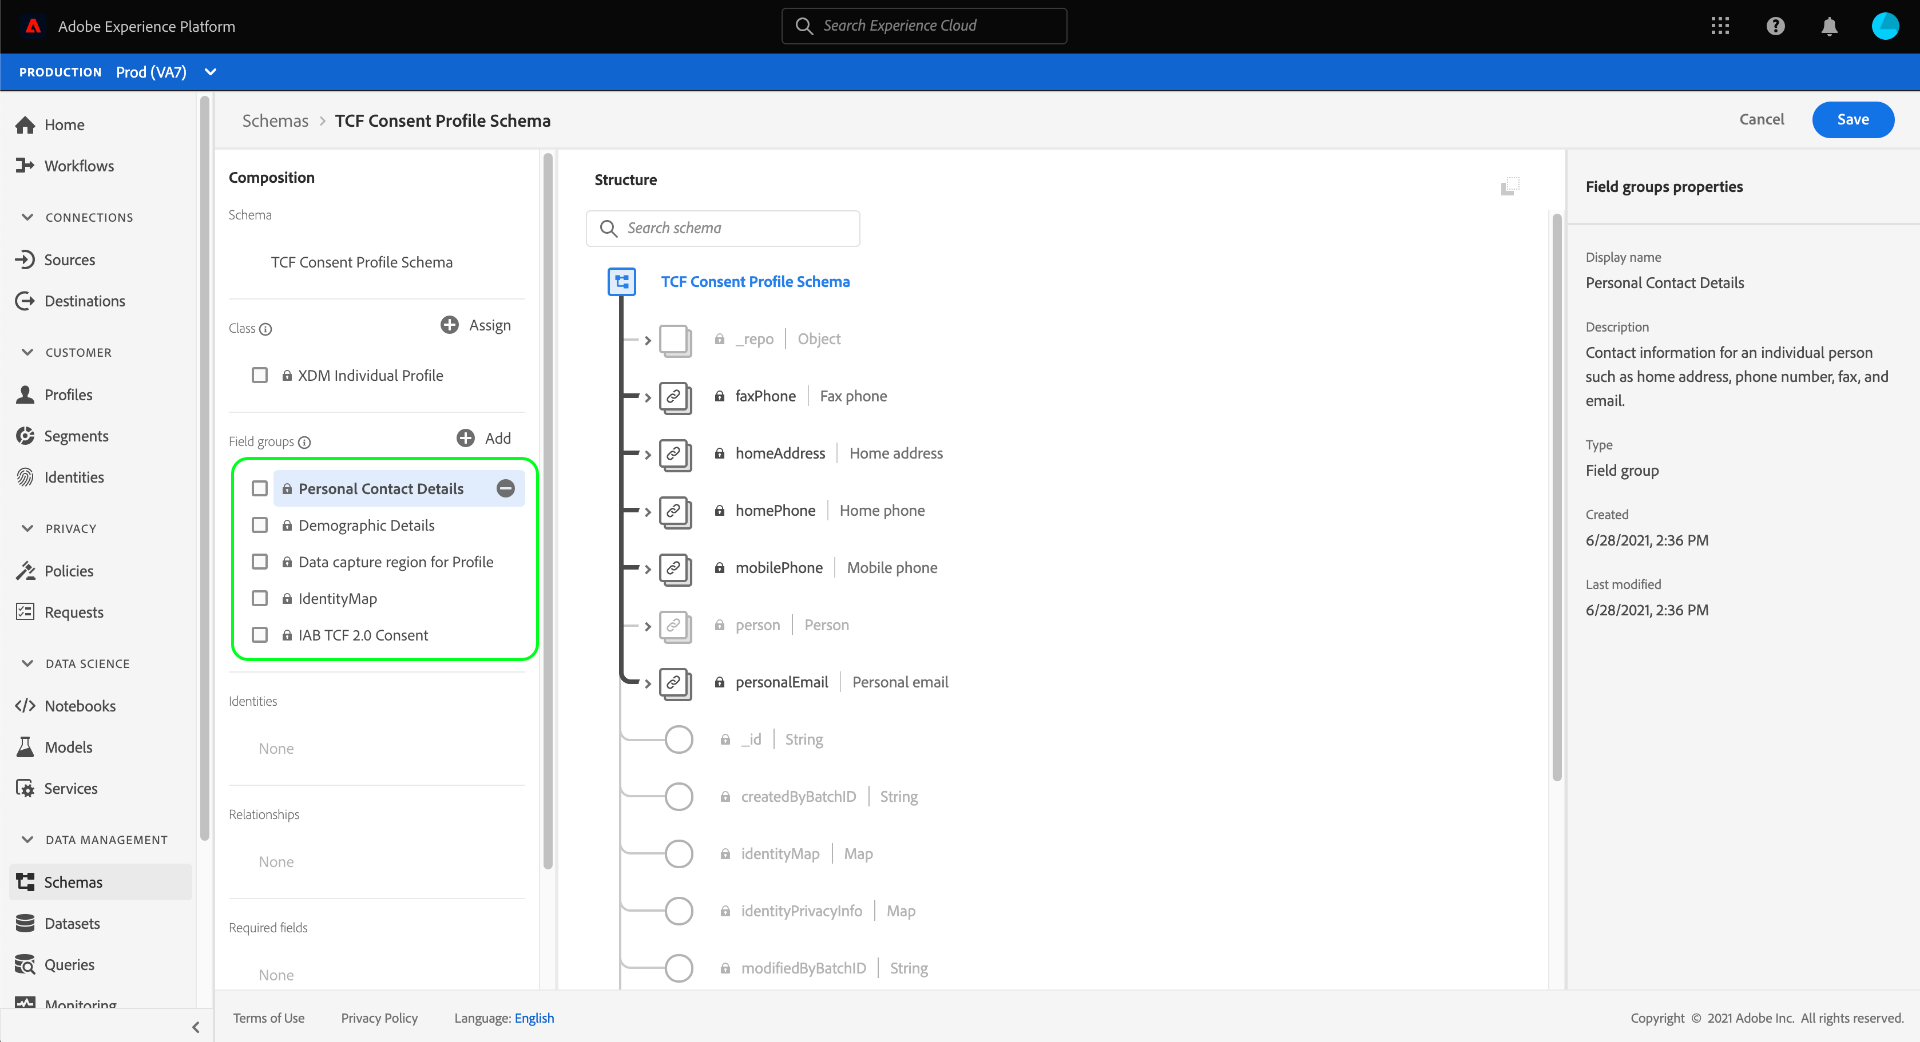 Adobe Experience Platform
Search Experience Cloud
PRODUCTION Prod (VA7)
Home
Workflows
CONNECTIONS
Sources
Destinations
CUSTOMER
Profiles
Segments
Identities
PRIVACY
Policies
Requests
DATA SCIENCE
Notebooks
Models
Services
DATA MANAGEMENT
Schemas
Datasets
Queries
Monitoring
Schemas > TCF Consent Profile Schema
Cancel
Save
Composition
Schema
TCF Consent Profile Schema
Class
Assign
XDM Individual Profile
Field groups
Add
Personal Contact Details
Demographic Details
Data capture region for Profile
IdentityMap
IAB TCF 2.0 Consent
Identities
None
Relationships
None
Required fields
None
Structure
Search schema
TCF Consent Profile Schema
_repo | Object
faxPhone | Fax phone
homeAddress | Home address
homePhone | Home phone
mobilePhone | Mobile phone
person | Person
personalEmail | Personal email
_id | String
createdByBatchID | String
identityMap | Map
identityPrivacyInfo | Map
modifiedByBatchID | String
Field groups properties
Display name
Personal Contact Details
Description
Contact information for an individual person
such as home address, phone number, fax, and
email.
Type
Field group
Created
6/28/2021, 2:36 PM
Last modified
6/28/2021, 2:36 PM
Terms of Use
Privacy Policy
Language: English
Copyright © 2021 Adobe Inc. All rights reserved.